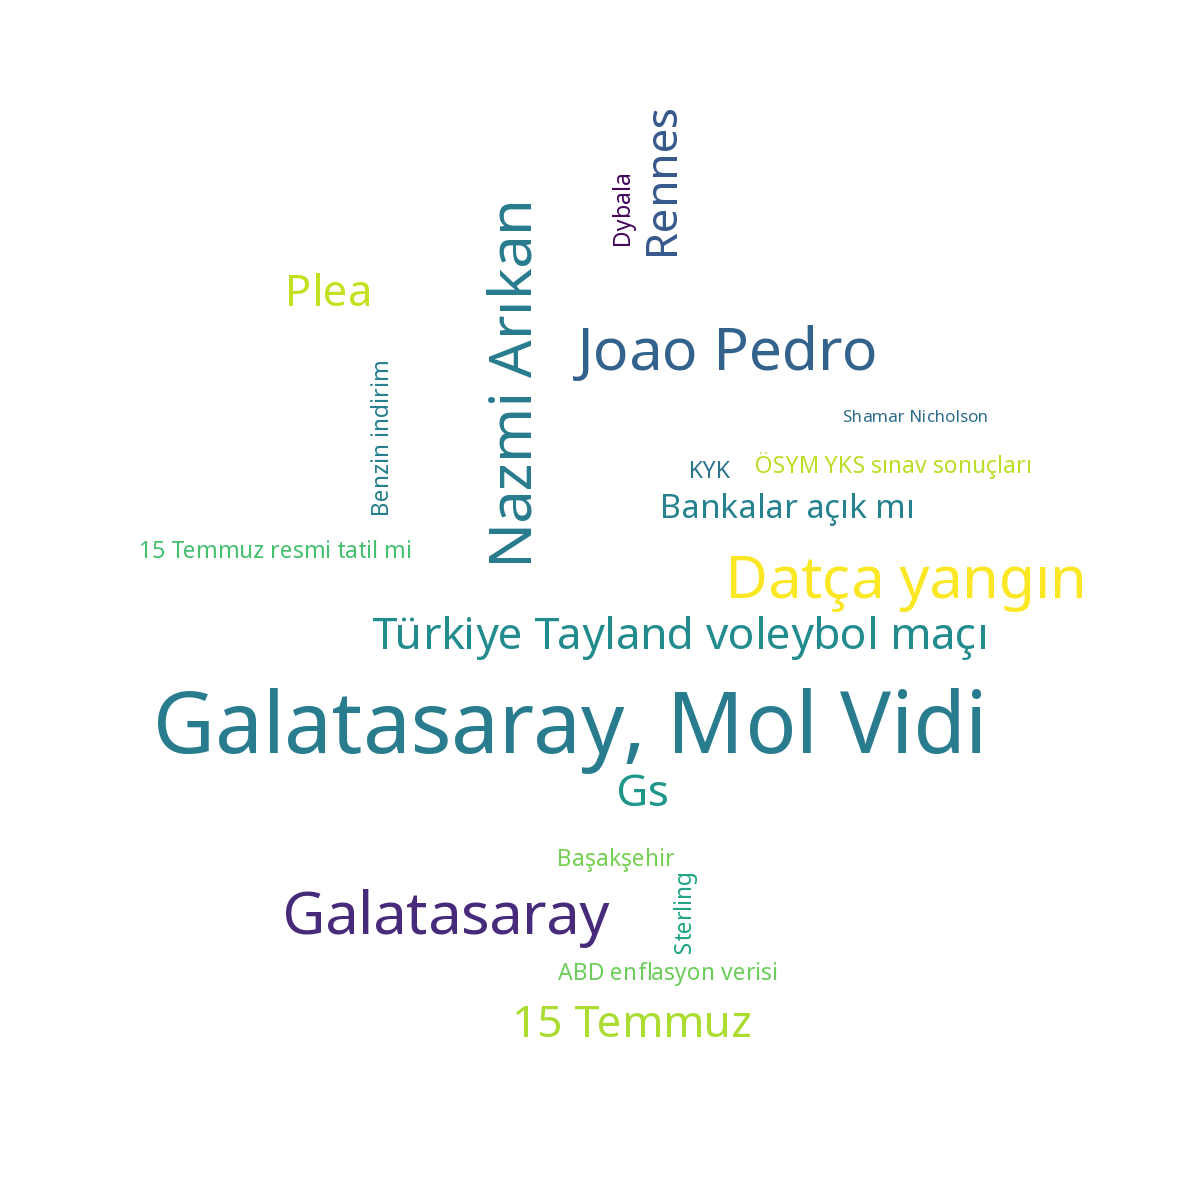 Rennes
Dybala
Nazmi Arıkan
Plea
Joao Pedro
Benzin indirim
Shamar Nicholson
ÖSYM YKS sınav sonuçları
KYK
Bankalar açık mı
15 Temmuz resmi tatil mi
Datça yangın
Türkiye Tayland voleybol maçı
Galatasaray, Mol Vidi
Gs
Başakşehir
Sterling
Galatasaray
ABD enflasyon verisi
15 Temmuz